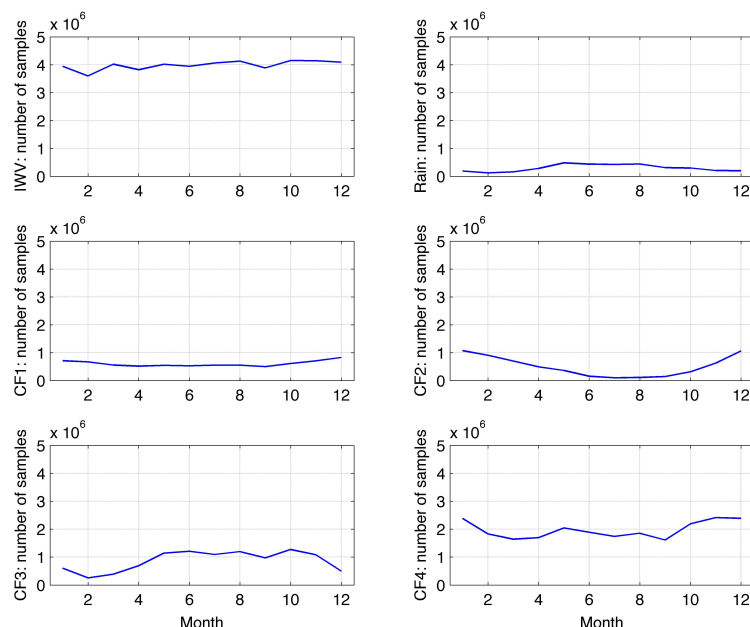 x 10^6
5
4
3
2
1
0
IWV: number of samples
2 4 6 8 10 12
x 10^6
5
4
3
2
1
0
Rain: number of samples
2 4 6 8 10 12
x 10^6
5
4
3
2
1
0
CF1: number of samples
2 4 6 8 10 12
x 10^6
5
4
3
2
1
0
CF2: number of samples
2 4 6 8 10 12
x 10^6
5
4
3
2
1
0
CF3: number of samples
2 4 6 8 10 12
Month
x 10^6
5
4
3
2
1
0
CF4: number of samples
2 4 6 8 10 12
Month